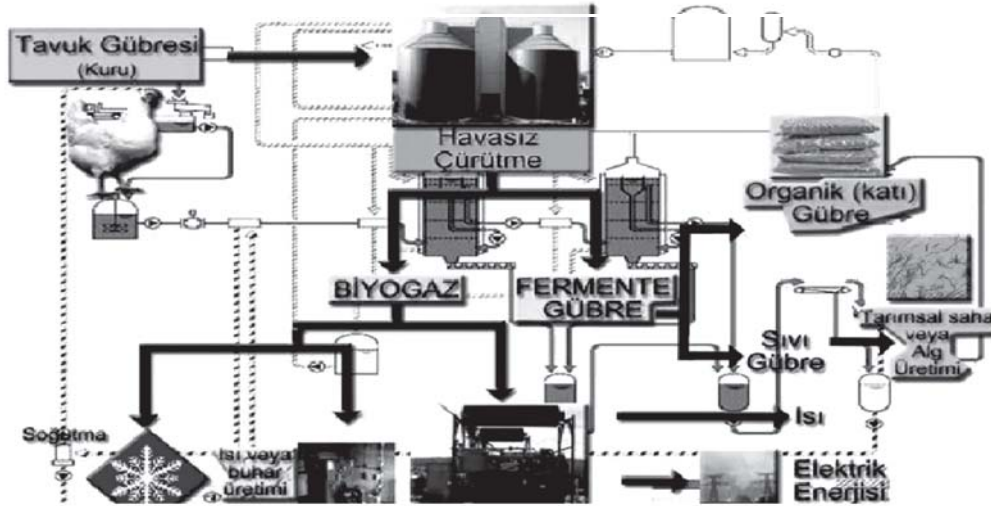 Tavuk Gübresi
(Kuru)
Havasız
Çürütme
Organik (katı)
Gübre
BİYOGAZ
FERMENTE
GÜBRE
Tarımsal saha
veya
Alg
Üretimi
Sıvı
Gübre
Isı
Soğutma
Isı veya
buhar
üretimi
Elektrik
Enerjisi